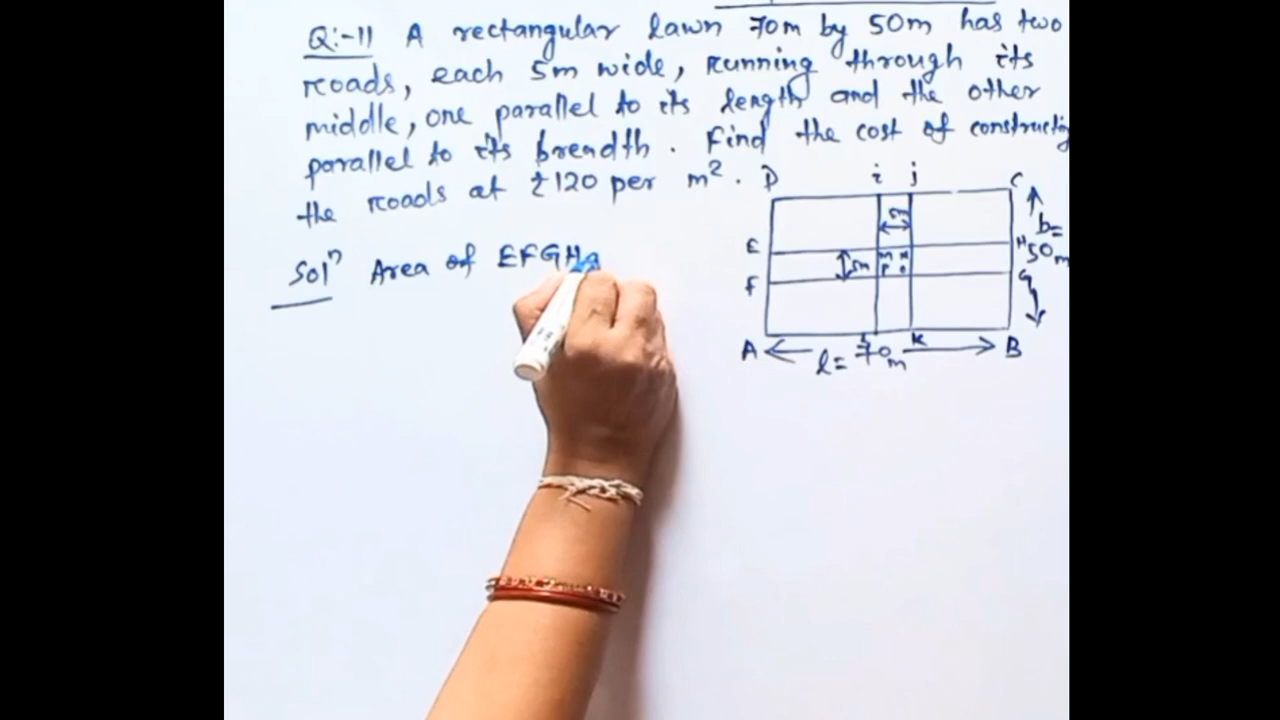 Q:-11 A rectangular lawn 70m by 50m has two
roads, each 5m wide, running through its
middle, one parallel to its length and the other
parallel to its breadth. Find the cost of constructing
the roads at ₹120 per m².
Solⁿ Area of EFGH
D i j C
5m
b=
50m
E H
5m m n
F p o G
A l k B
l= 70m